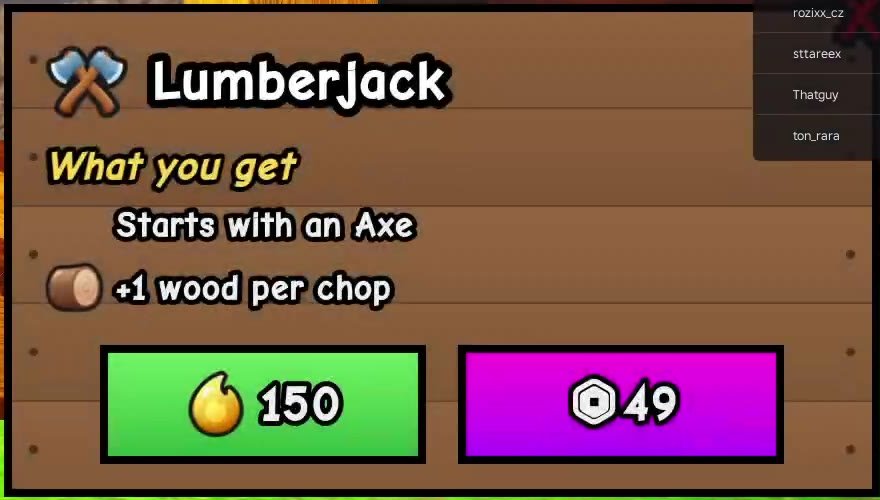 rozixx_cz
sttareex
Thatguy
ton_rara
Lumberjack
What you get
Starts with an Axe
+1 wood per chop
150
49